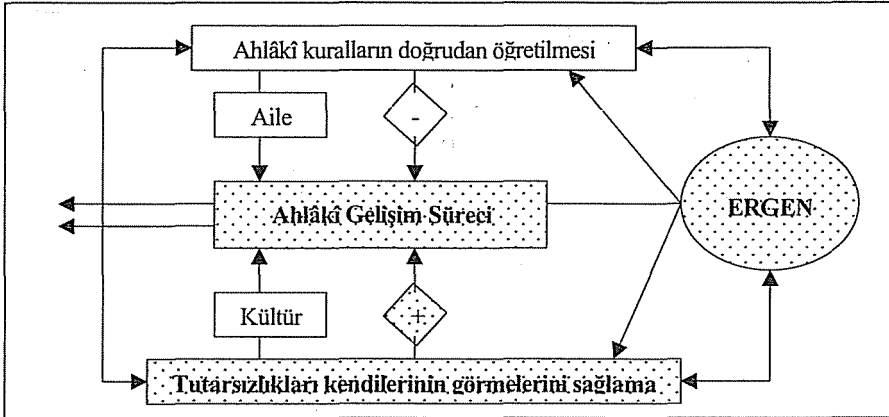 Ahlâkî kuralların doğrudan öğretilmesi
Aile
-
Ahlâkî Gelişim Süreci
ERGEN
Kültür
+
Tutarsızlıkları kendilerinin görmelerini sağlama